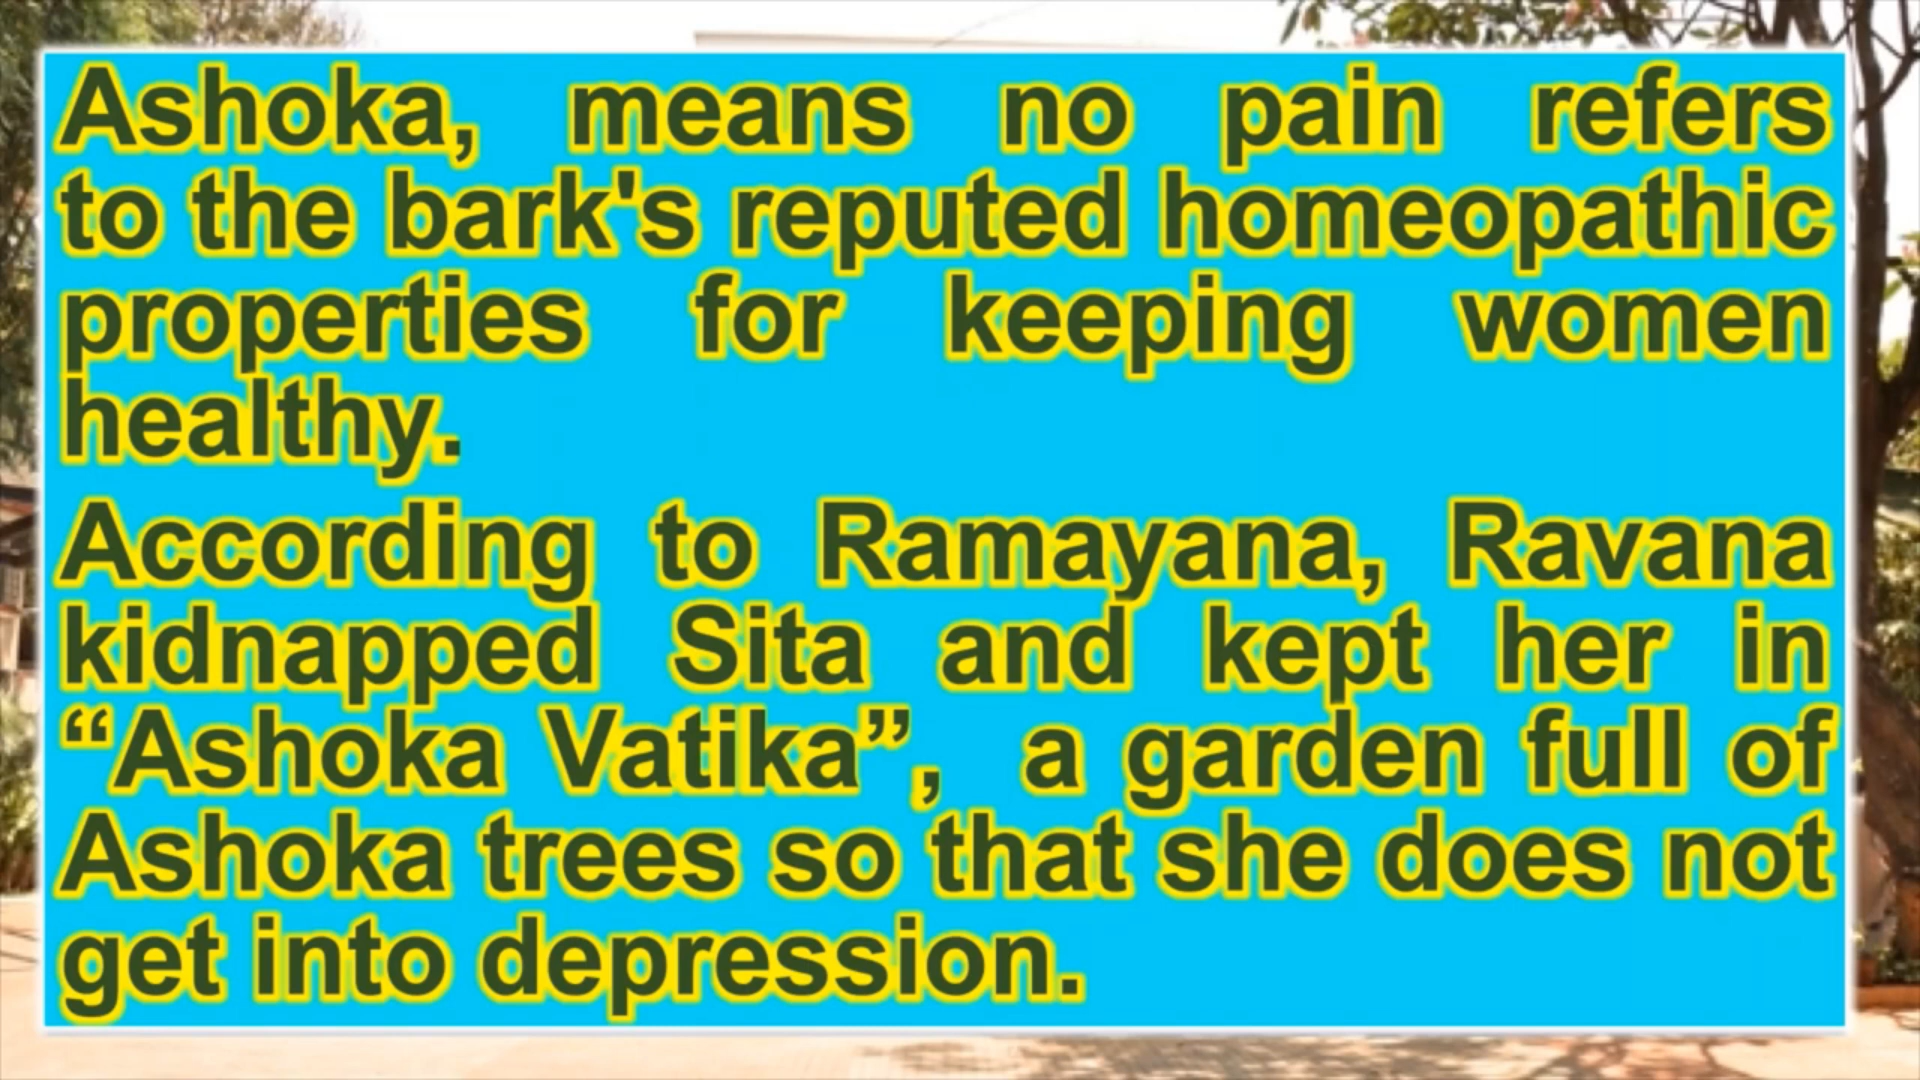 Ashoka, means no pain refers
to the bark's reputed homeopathic
properties for keeping women
healthy.
According to Ramayana, Ravana
kidnapped Sita and kept her in
“Ashoka Vatika”, a garden full of
Ashoka trees so that she does not
get into depression.